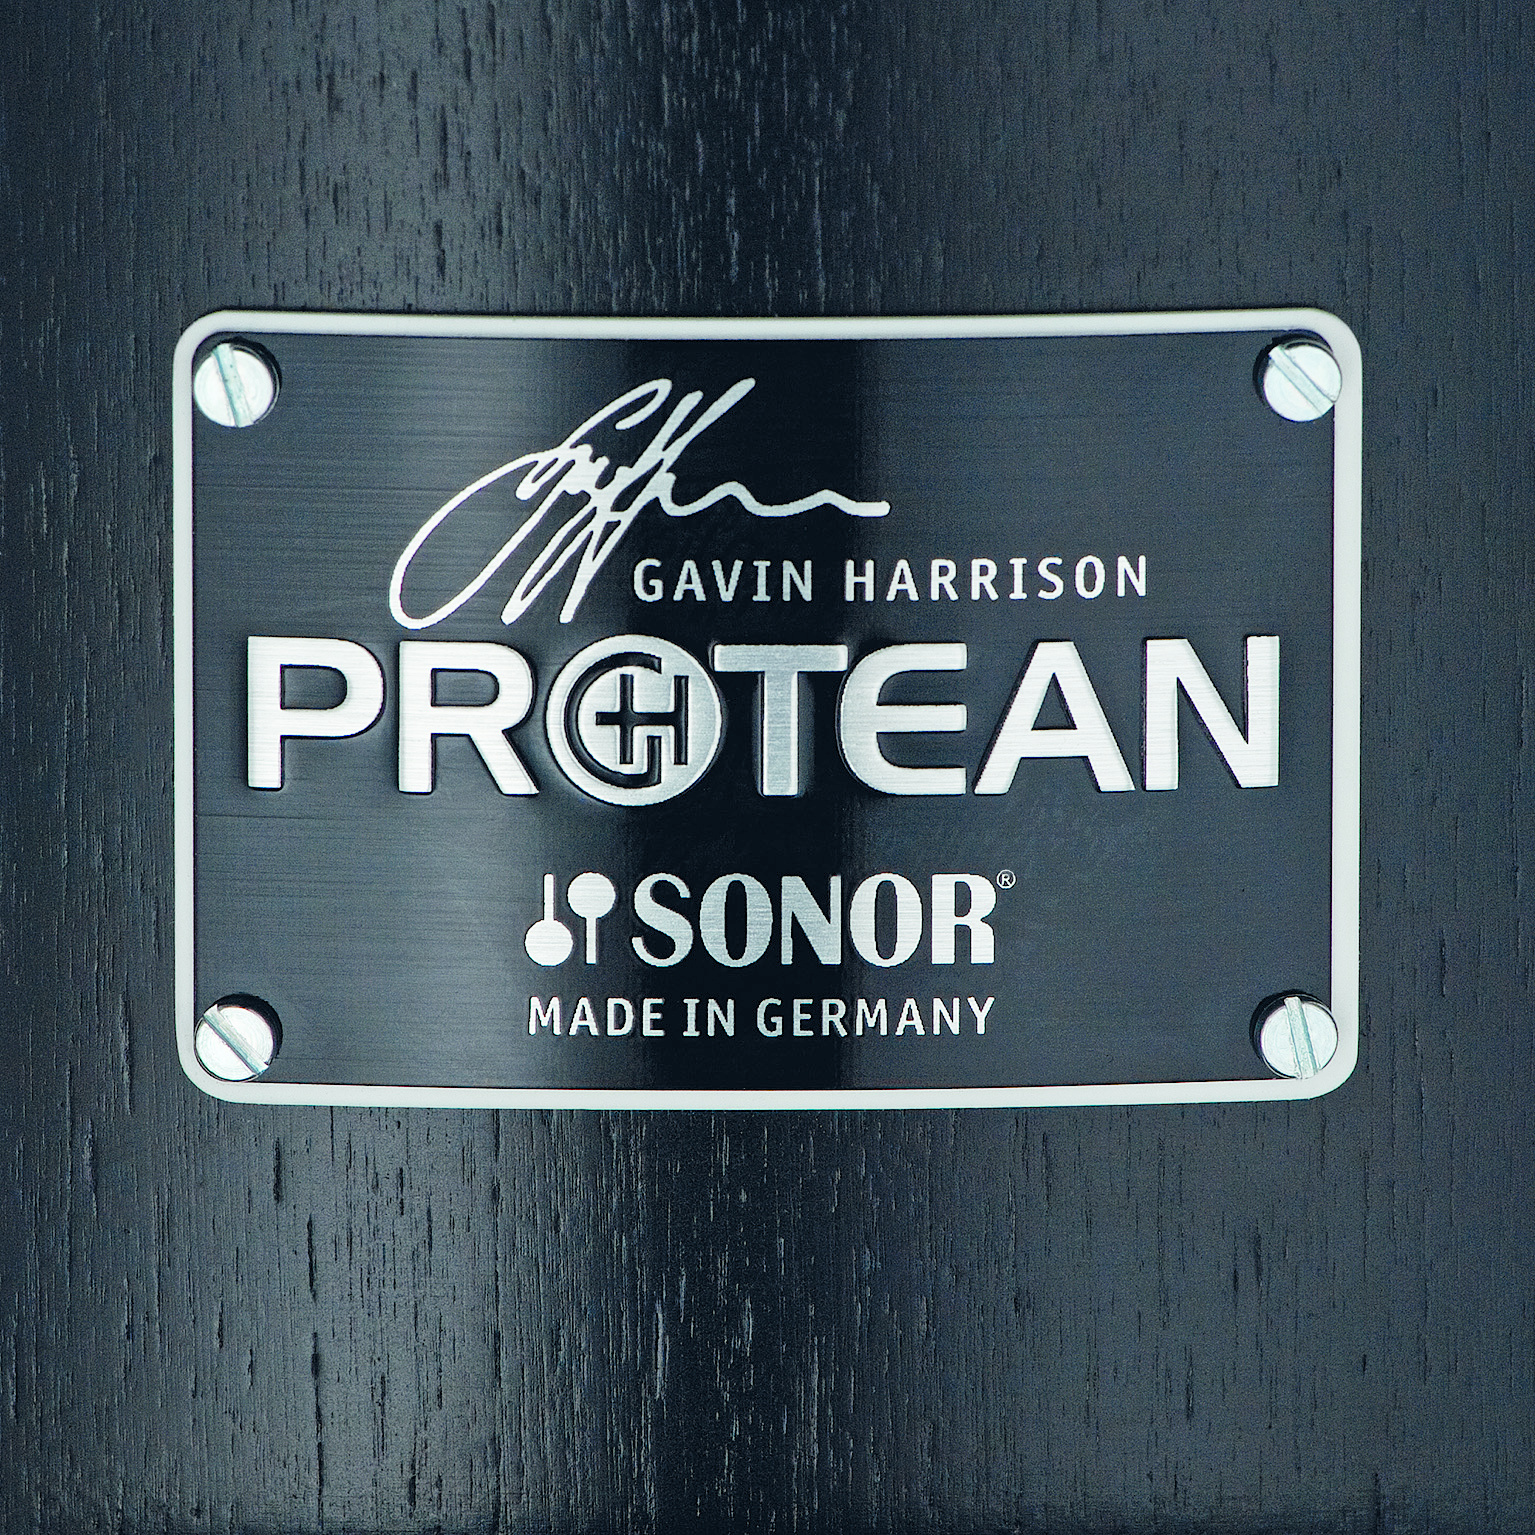 GAVIN HARRISON
PROTEAN
SONOR®
MADE IN GERMANY